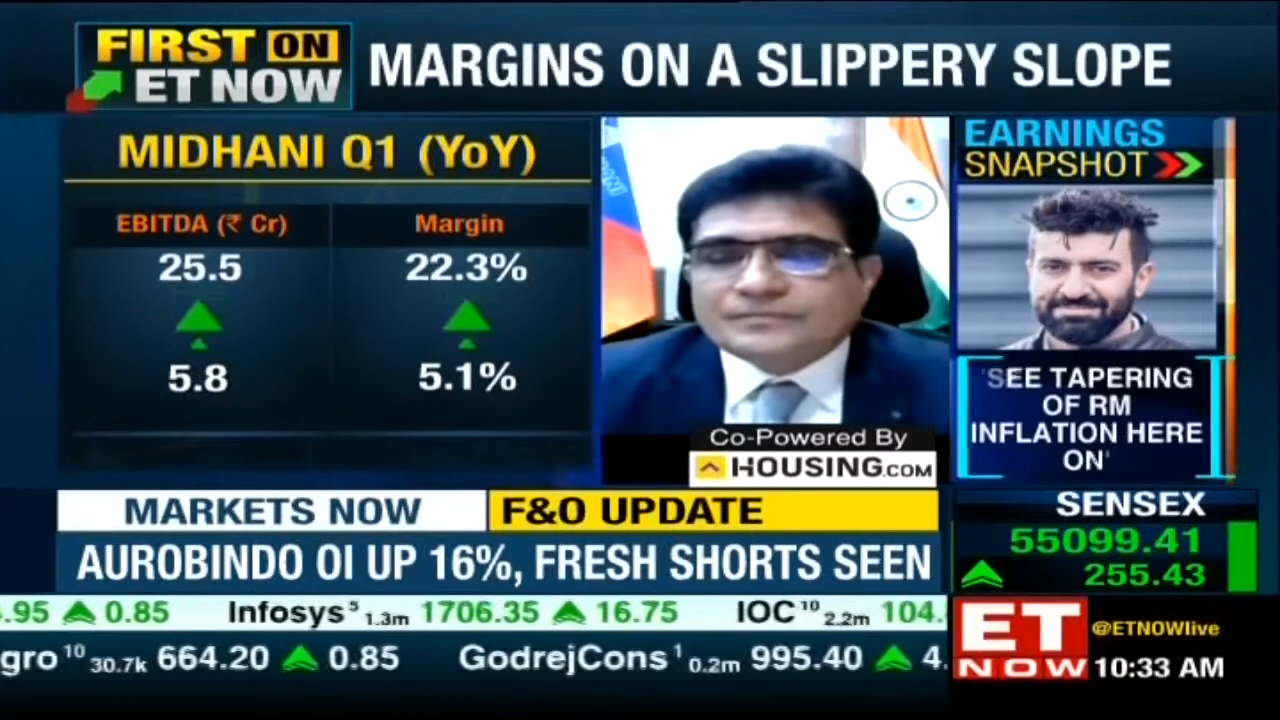 FIRST ON
ET NOW
MARGINS ON A SLIPPERY SLOPE
MIDHANI Q1 (YoY)
EBITDA (₹ Cr)
Margin
25.5
22.3%
5.8
5.1%
EARNINGS
SNAPSHOT
'SEE TAPERING
OF RM
INFLATION HERE
ON'
Co-Powered By
HOUSING.COM
MARKETS NOW
F&O UPDATE
AUROBINDO OI UP 16%, FRESH SHORTS SEEN
SENSEX
55099.41
255.43
.95 0.85 Infosys 5 1.3m 1706.35 16.75 IOC 10 2.2m 104.
gro 10 30.7k 664.20 0.85 GodrejCons 1 0.2m 995.40 4.
ET
NOW
@ETNOWlive
10:33 AM